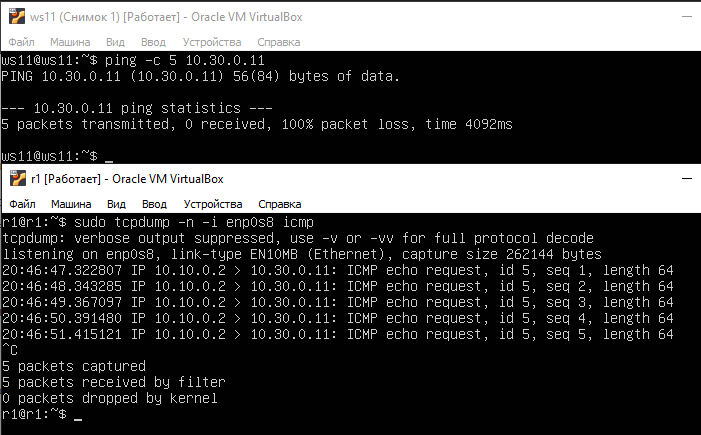 ws11 (Снимок 1) [Работает] - Oracle VM VirtualBox
Файл Машина Вид Ввод Устройства Справка
ws11@ws11:~$ ping -c 5 10.30.0.11
PING 10.30.0.11 (10.30.0.11) 56(84) bytes of data.
--- 10.30.0.11 ping statistics ---
5 packets transmitted, 0 received, 100% packet loss, time 4092ms
ws11@ws11:~$ _
r1 [Работает] - Oracle VM VirtualBox
Файл Машина Вид Ввод Устройства Справка
r1@r1:~$ sudo tcpdump -n -i enp0s8 icmp
tcpdump: verbose output suppressed, use -v or -vv for full protocol decode
listening on enp0s8, link-type EN10MB (Ethernet), capture size 262144 bytes
20:46:47.322807 IP 10.10.0.2 > 10.30.0.11: ICMP echo request, id 5, seq 1, length 64
20:46:48.343285 IP 10.10.0.2 > 10.30.0.11: ICMP echo request, id 5, seq 2, length 64
20:46:49.367097 IP 10.10.0.2 > 10.30.0.11: ICMP echo request, id 5, seq 3, length 64
20:46:50.391480 IP 10.10.0.2 > 10.30.0.11: ICMP echo request, id 5, seq 4, length 64
20:46:51.415121 IP 10.10.0.2 > 10.30.0.11: ICMP echo request, id 5, seq 5, length 64
^C
5 packets captured
5 packets received by filter
0 packets dropped by kernel
r1@r1:~$ _